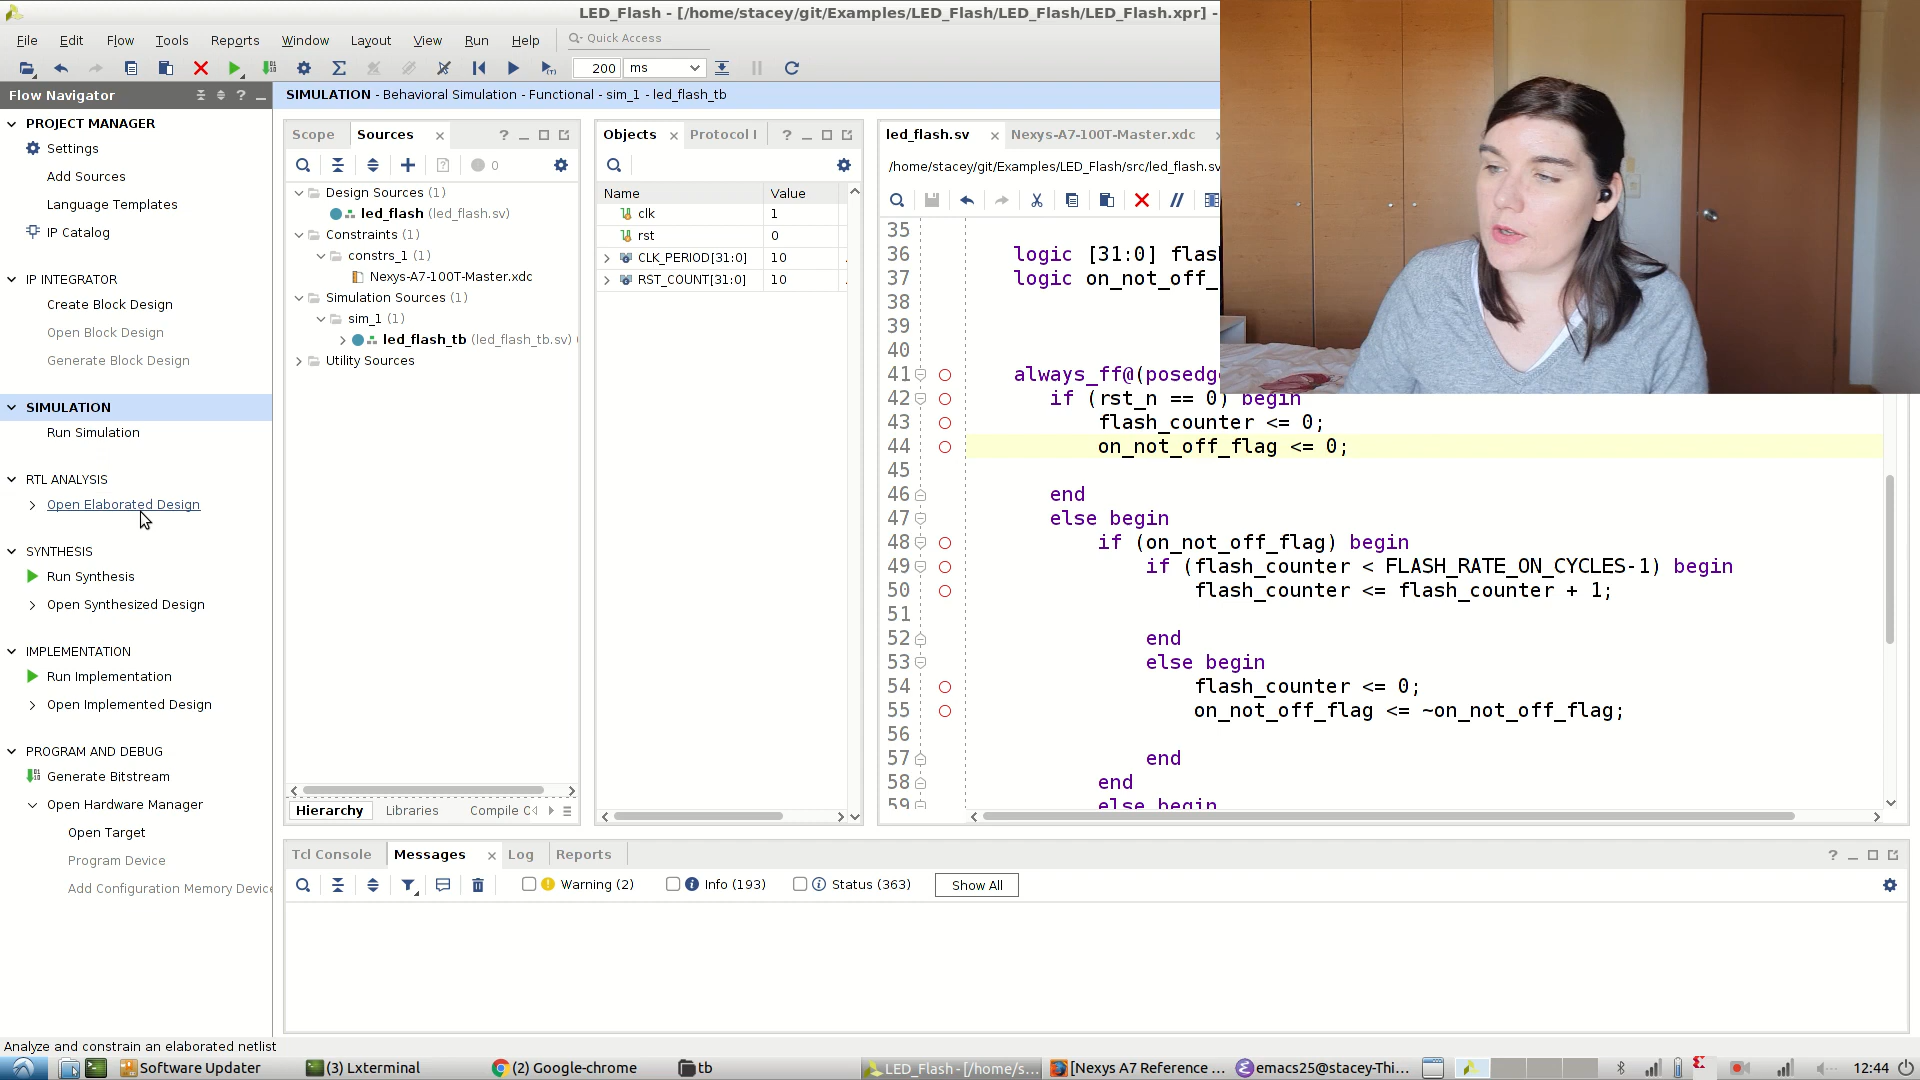 LED_Flash - [/home/stacey/git/Examples/LED_Flash/LED_Flash/LED_Flash.xpr] -
File Edit Flow Tools Reports Window Layout View Run Help Quick Access
200 ms
Flow Navigator
SIMULATION - Behavioral Simulation - Functional - sim_1 - led_flash_tb
PROJECT MANAGER
Settings
Add Sources
Language Templates
IP Catalog
IP INTEGRATOR
Create Block Design
Open Block Design
Generate Block Design
SIMULATION
Run Simulation
RTL ANALYSIS
Open Elaborated Design
SYNTHESIS
Run Synthesis
Open Synthesized Design
IMPLEMENTATION
Run Implementation
Open Implemented Design
PROGRAM AND DEBUG
Generate Bitstream
Open Hardware Manager
Open Target
Program Device
Add Configuration Memory Device
Scope Sources
0
Design Sources (1)
led_flash (led_flash.sv)
Constraints (1)
constrs_1 (1)
Nexys-A7-100T-Master.xdc
Simulation Sources (1)
sim_1 (1)
led_flash_tb (led_flash_tb.sv) (
Utility Sources
Hierarchy Libraries Compile O
Objects Protocol I
Name Value
clk 1
rst 0
CLK_PERIOD[31:0] 10
RST_COUNT[31:0] 10
led_flash.sv Nexys-A7-100T-Master.xdc
/home/stacey/git/Examples/LED_Flash/src/led_flash.sv
35
36 logic [31:0] flas
37 logic on_not_off_
38
39
40
41 always_ff@(posedg
42 if (rst_n == 0) begin
43 flash_counter <= 0;
44 on_not_off_flag <= 0;
45
46 end
47 else begin
48 if (on_not_off_flag) begin
49 if (flash_counter < FLASH_RATE_ON_CYCLES-1) begin
50 flash_counter <= flash_counter + 1;
51
52 end
53 else begin
54 flash_counter <= 0;
55 on_not_off_flag <= ~on_not_off_flag;
56
57 end
58 end
59 else begin
Tcl Console Messages Log Reports
Warning (2) Info (193) Status (363) Show All
Analyze and constrain an elaborated netlist
Software Updater (3) Lxterminal (2) Google-chrome tb LED_Flash - [/home/s... [Nexys A7 Reference ... emacs25@stacey-Thi... 12:44